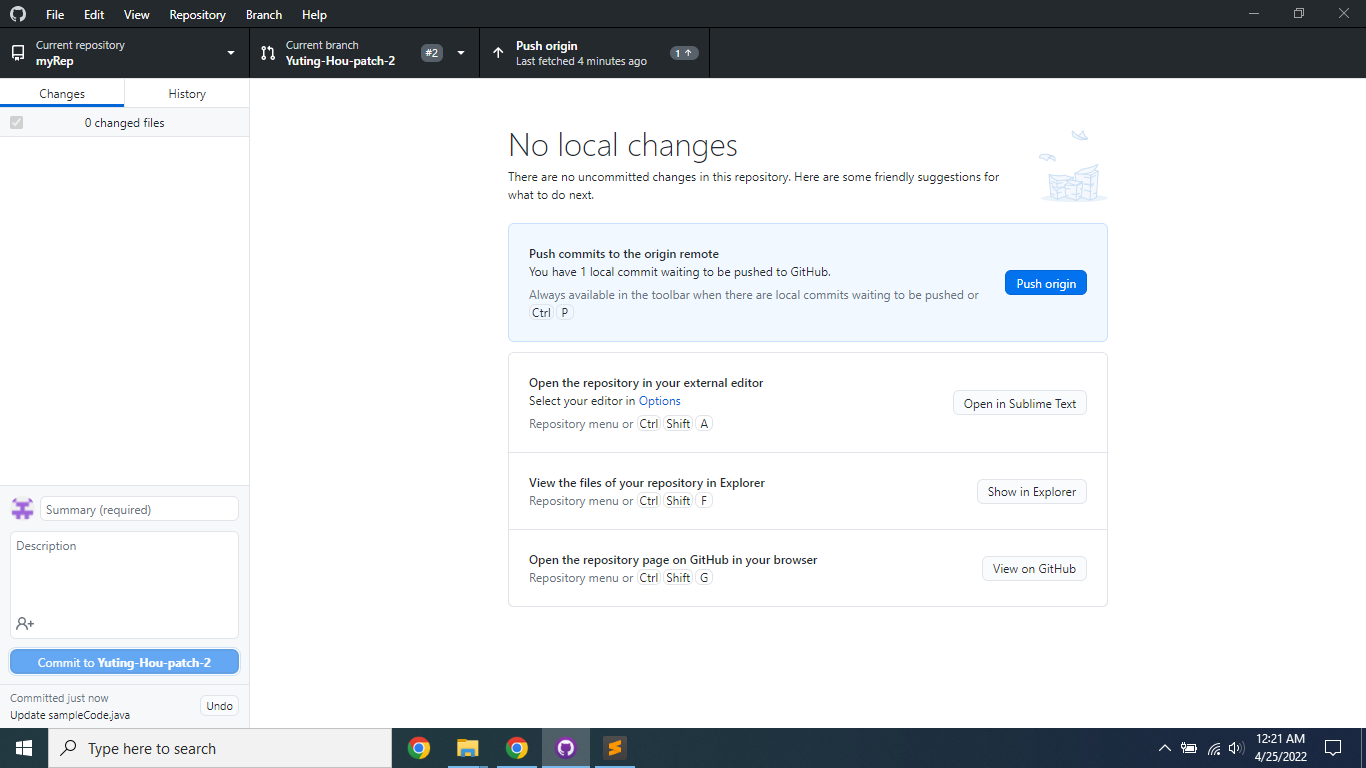 File Edit View Repository Branch Help
Current repository
myRep
Current branch
Yuting-Hou-patch-2
#2
Push origin
Last fetched 4 minutes ago
1
Changes
History
0 changed files
No local changes
There are no uncommitted changes in this repository. Here are some friendly suggestions for
what to do next.
Push commits to the origin remote
You have 1 local commit waiting to be pushed to GitHub.
Always available in the toolbar when there are local commits waiting to be pushed or
Ctrl P
Push origin
Open the repository in your external editor
Select your editor in Options
Repository menu or Ctrl Shift A
Open in Sublime Text
View the files of your repository in Explorer
Repository menu or Ctrl Shift F
Show in Explorer
Open the repository page on GitHub in your browser
Repository menu or Ctrl Shift G
View on GitHub
Summary (required)
Description
Commit to Yuting-Hou-patch-2
Committed just now
Update sampleCode.java
Undo
Type here to search
12:21 AM
4/25/2022